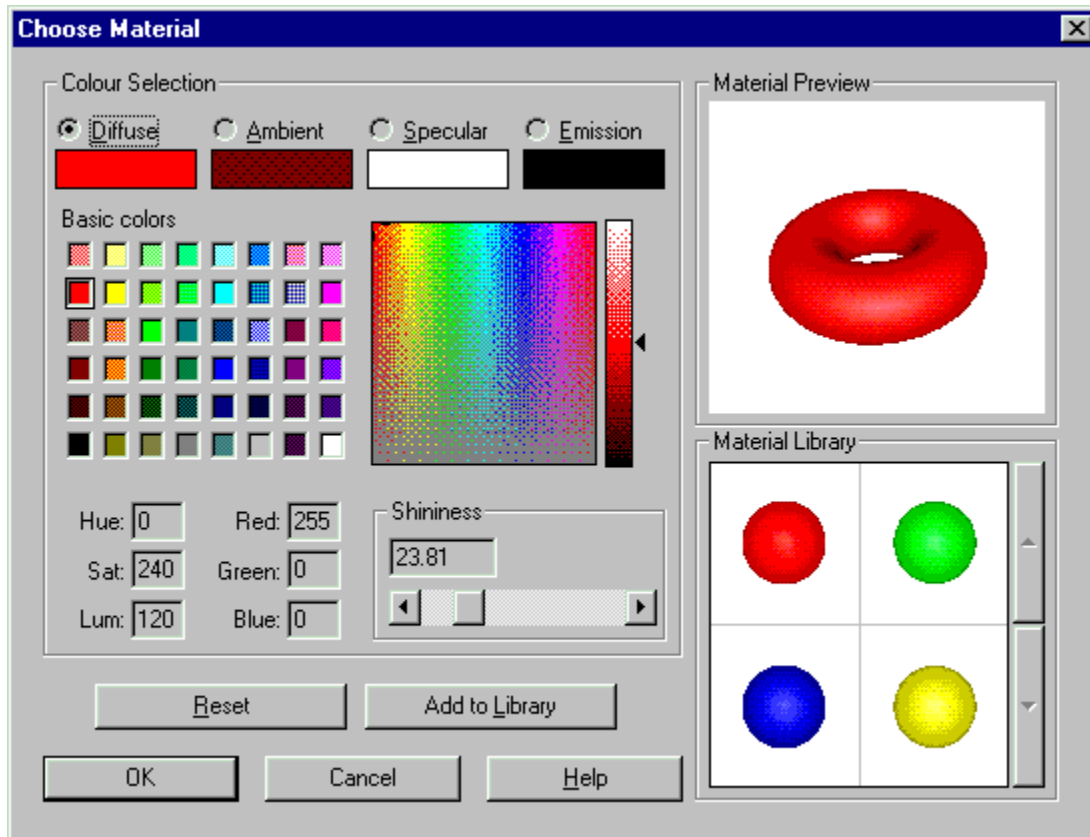 Choose Material
Colour Selection
Diffuse Ambient Specular Emission
Basic colors
Hue: 0 Red: 255
Sat: 240 Green: 0
Lum: 120 Blue: 0
Shininess
23.81
Reset Add to Library
OK Cancel Help
Material Preview
Material Library